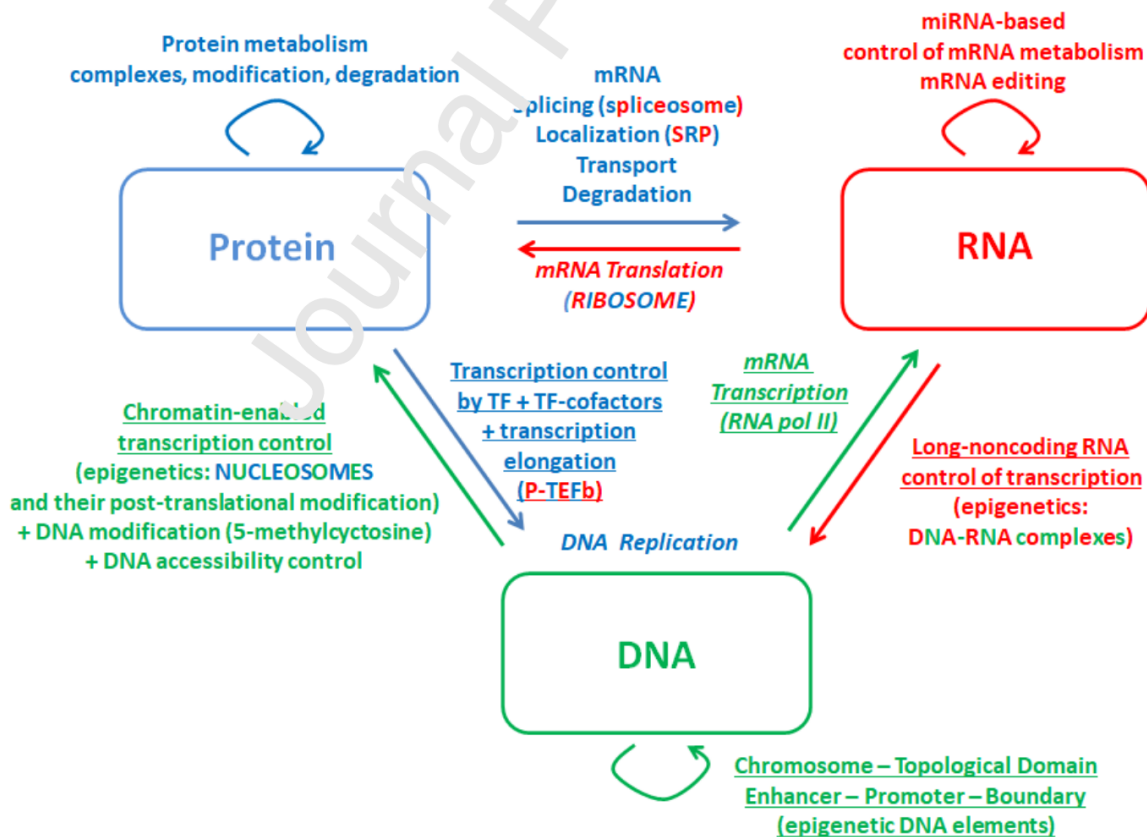 Protein metabolism
complexes, modification, degradation
mRNA
Splicing (spliceosome)
Localization (SRP)
Transport
Degradation
miRNA-based
control of mRNA metabolism
mRNA editing
Protein
RNA
mRNA Translation
(RIBOSOME)
Chromatin-enabled
transcription control
(epigenetics: NUCLEOSOMES
and their post-translational modification)
+ DNA modification (5-methylcyctosine)
+ DNA accessibility control
Transcription control
by TF + TF-cofactors
+ transcription
elongation
(P-TEFb)
DNA Replication
mRNA
Transcription
(RNA pol II)
Long-noncoding RNA
control of transcription
(epigenetics:
DNA-RNA complexes)
DNA
Chromosome – Topological Domain
Enhancer – Promoter – Boundary
(epigenetic DNA elements)
Journal